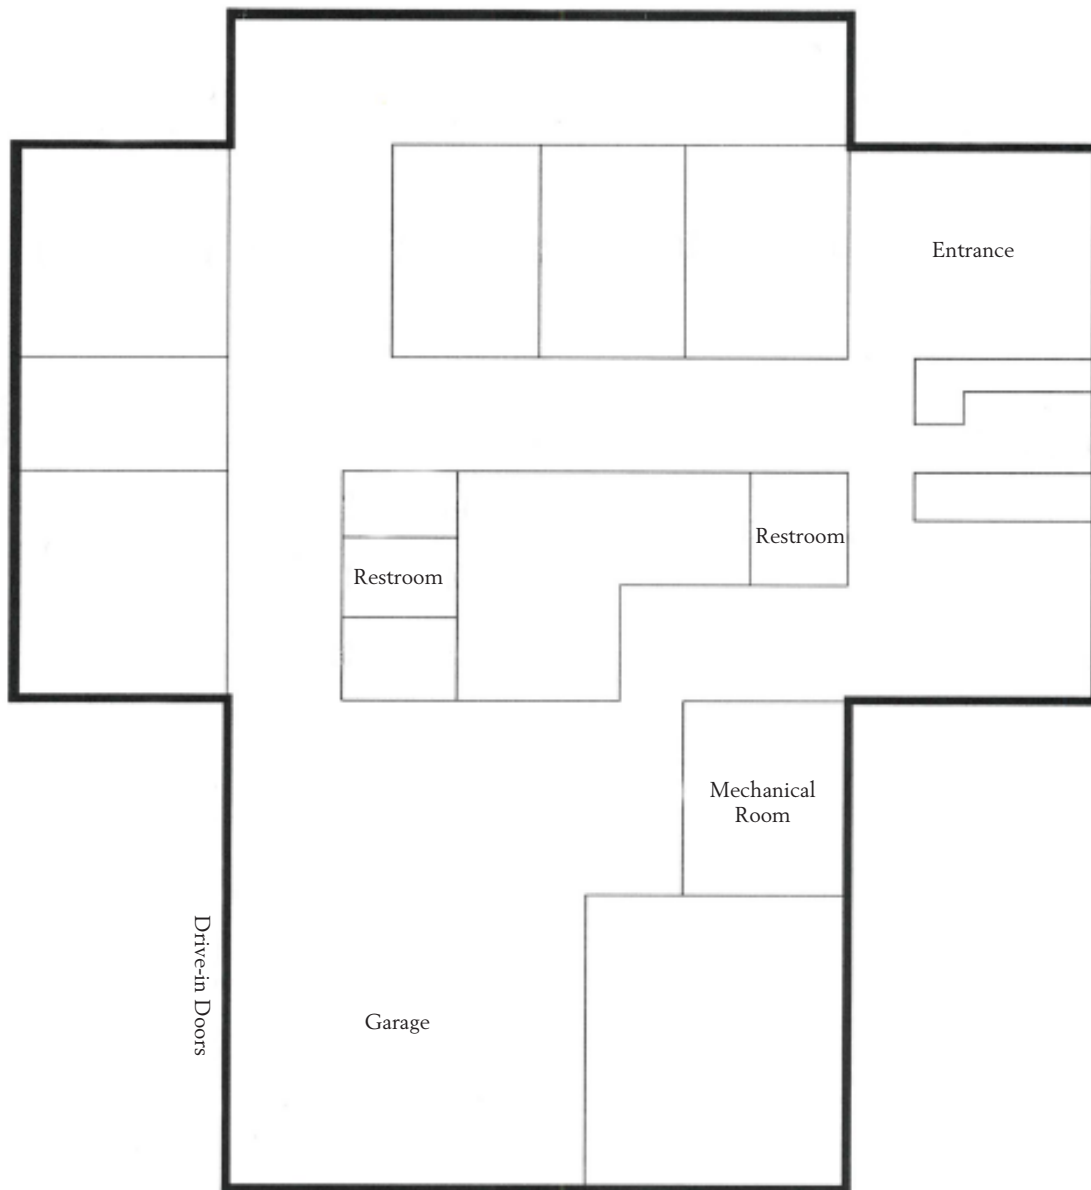 Entrance
Restroom
Restroom
Mechanical
Room
Drive-in Doors
Garage